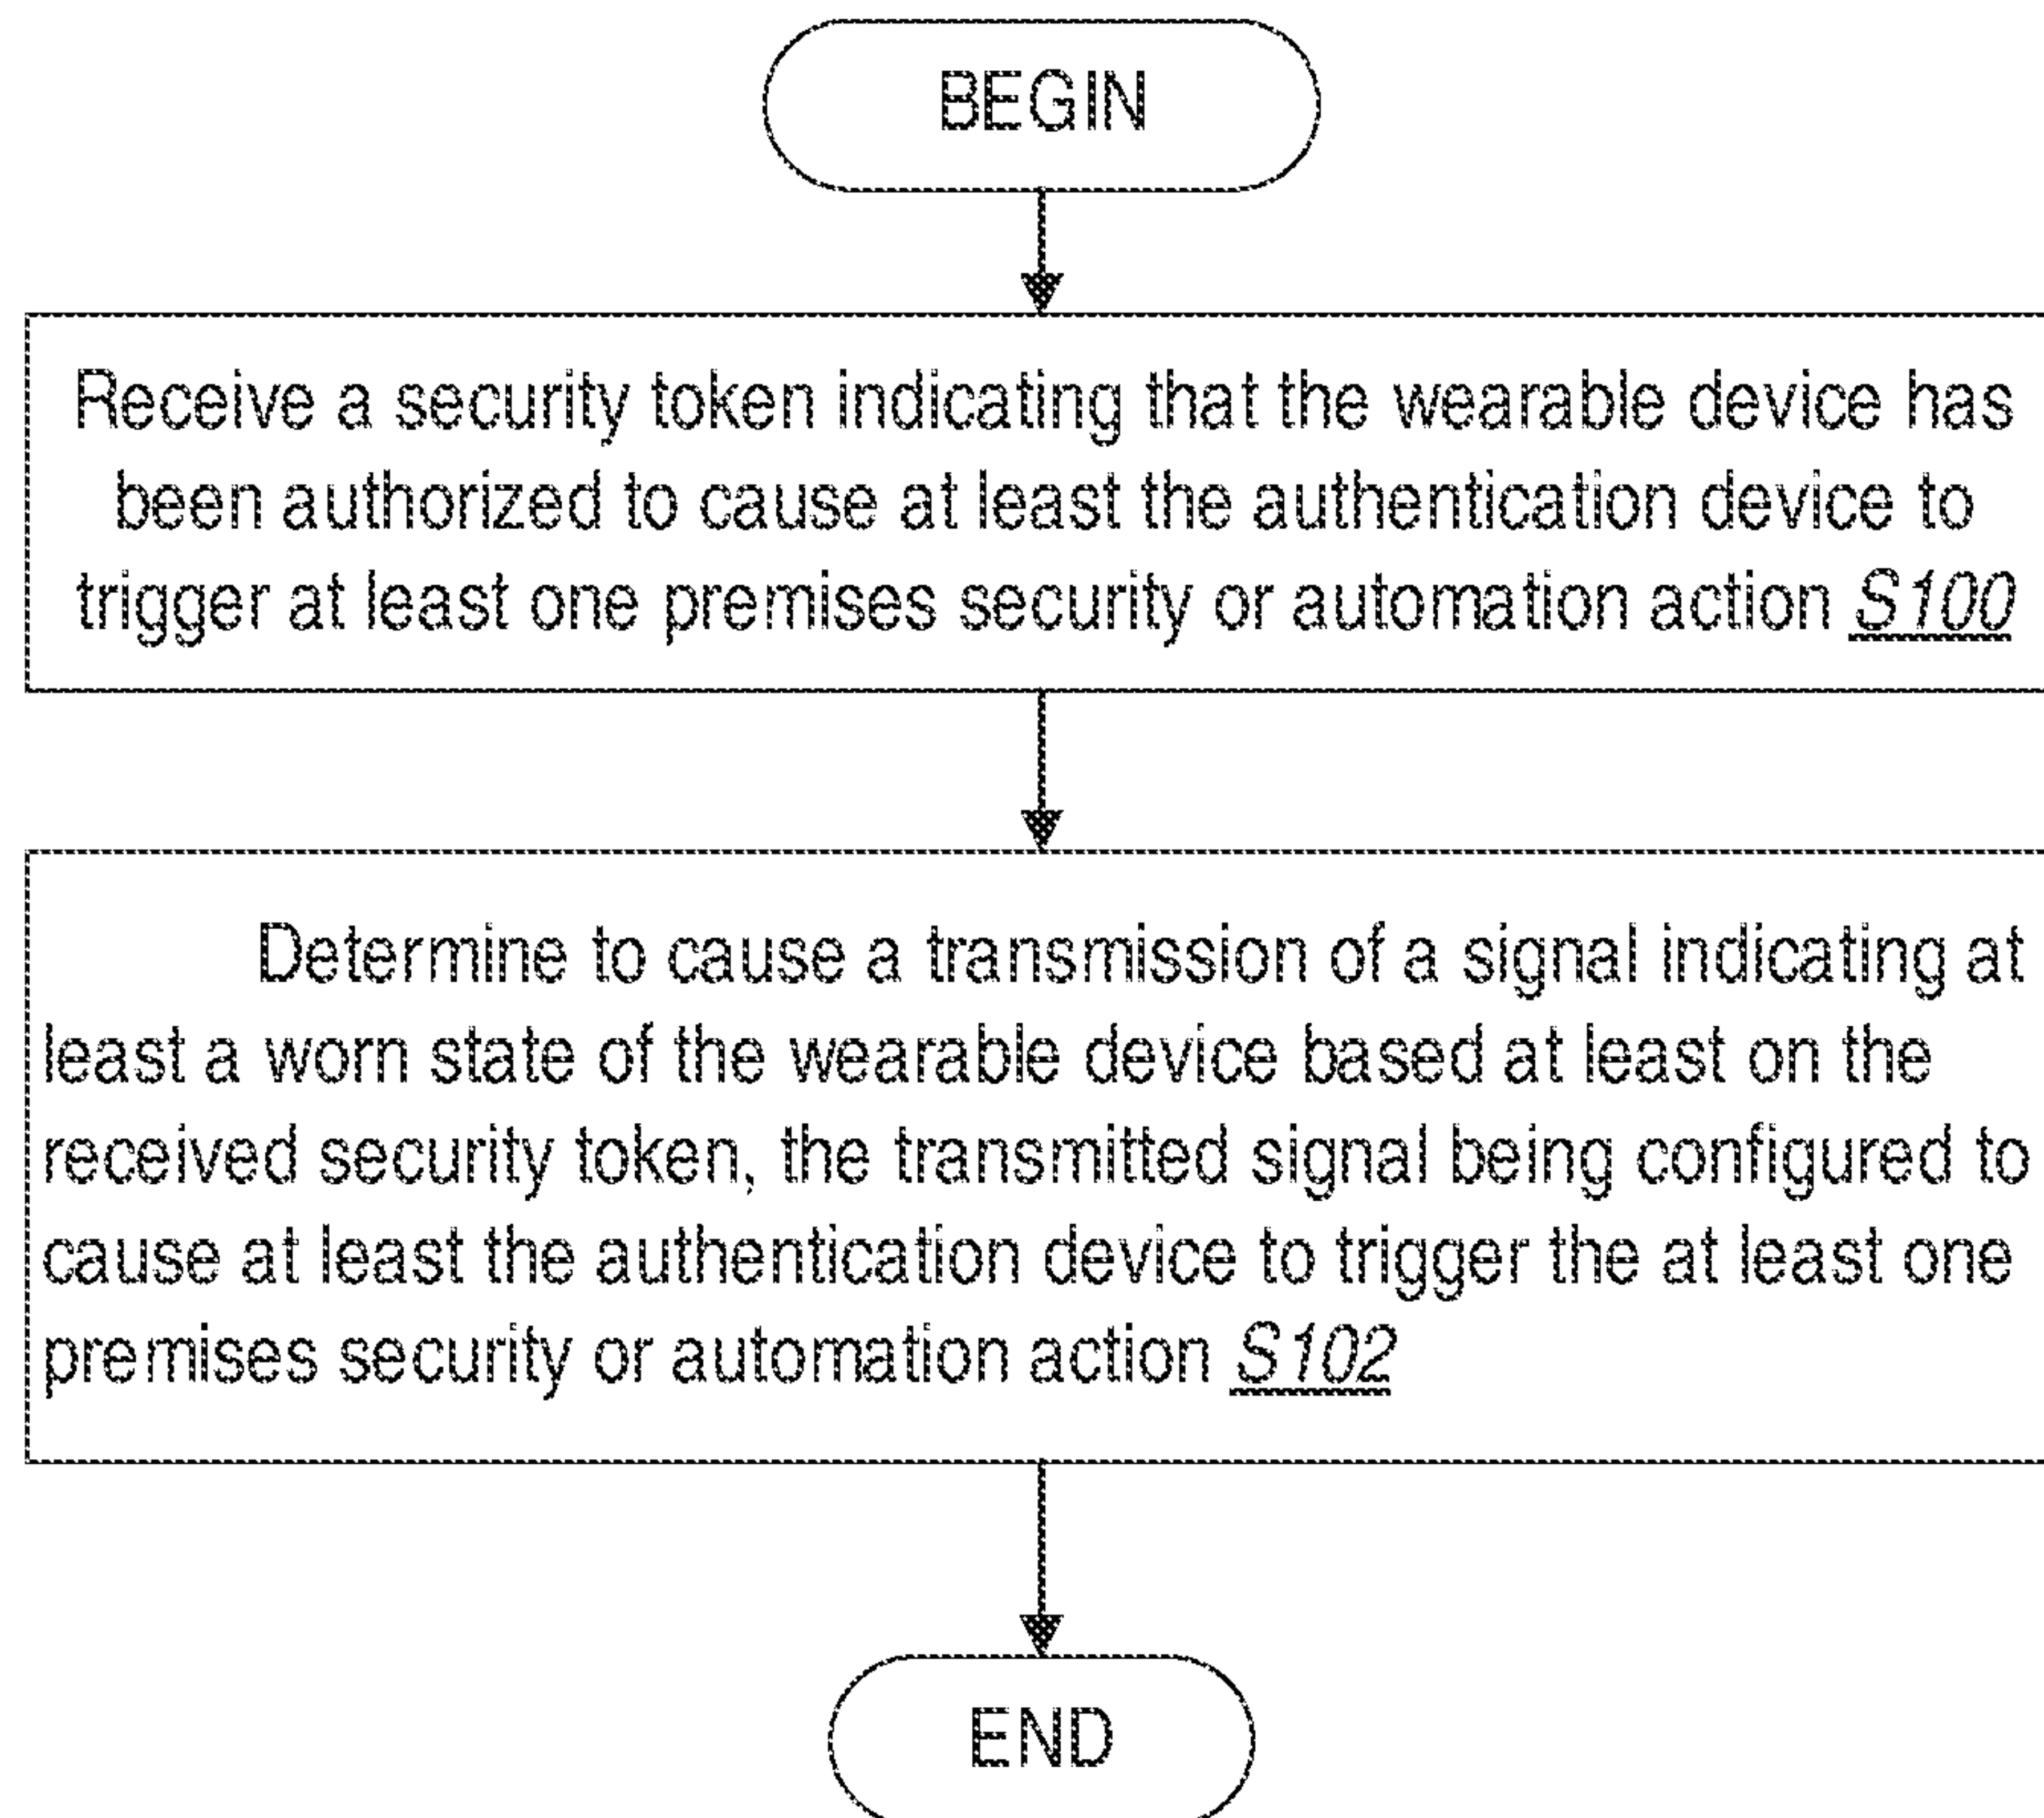 BEGIN
Receive a security token indicating that the wearable device has
been authorized to cause at least the authentication device to
trigger at least one premises security or automation action S100
Determine to cause a transmission of a signal indicating at
least a worn state of the wearable device based at least on the
received security token, the transmitted signal being configured to
cause at least the authentication device to trigger the at least one
premises security or automation action S102
END